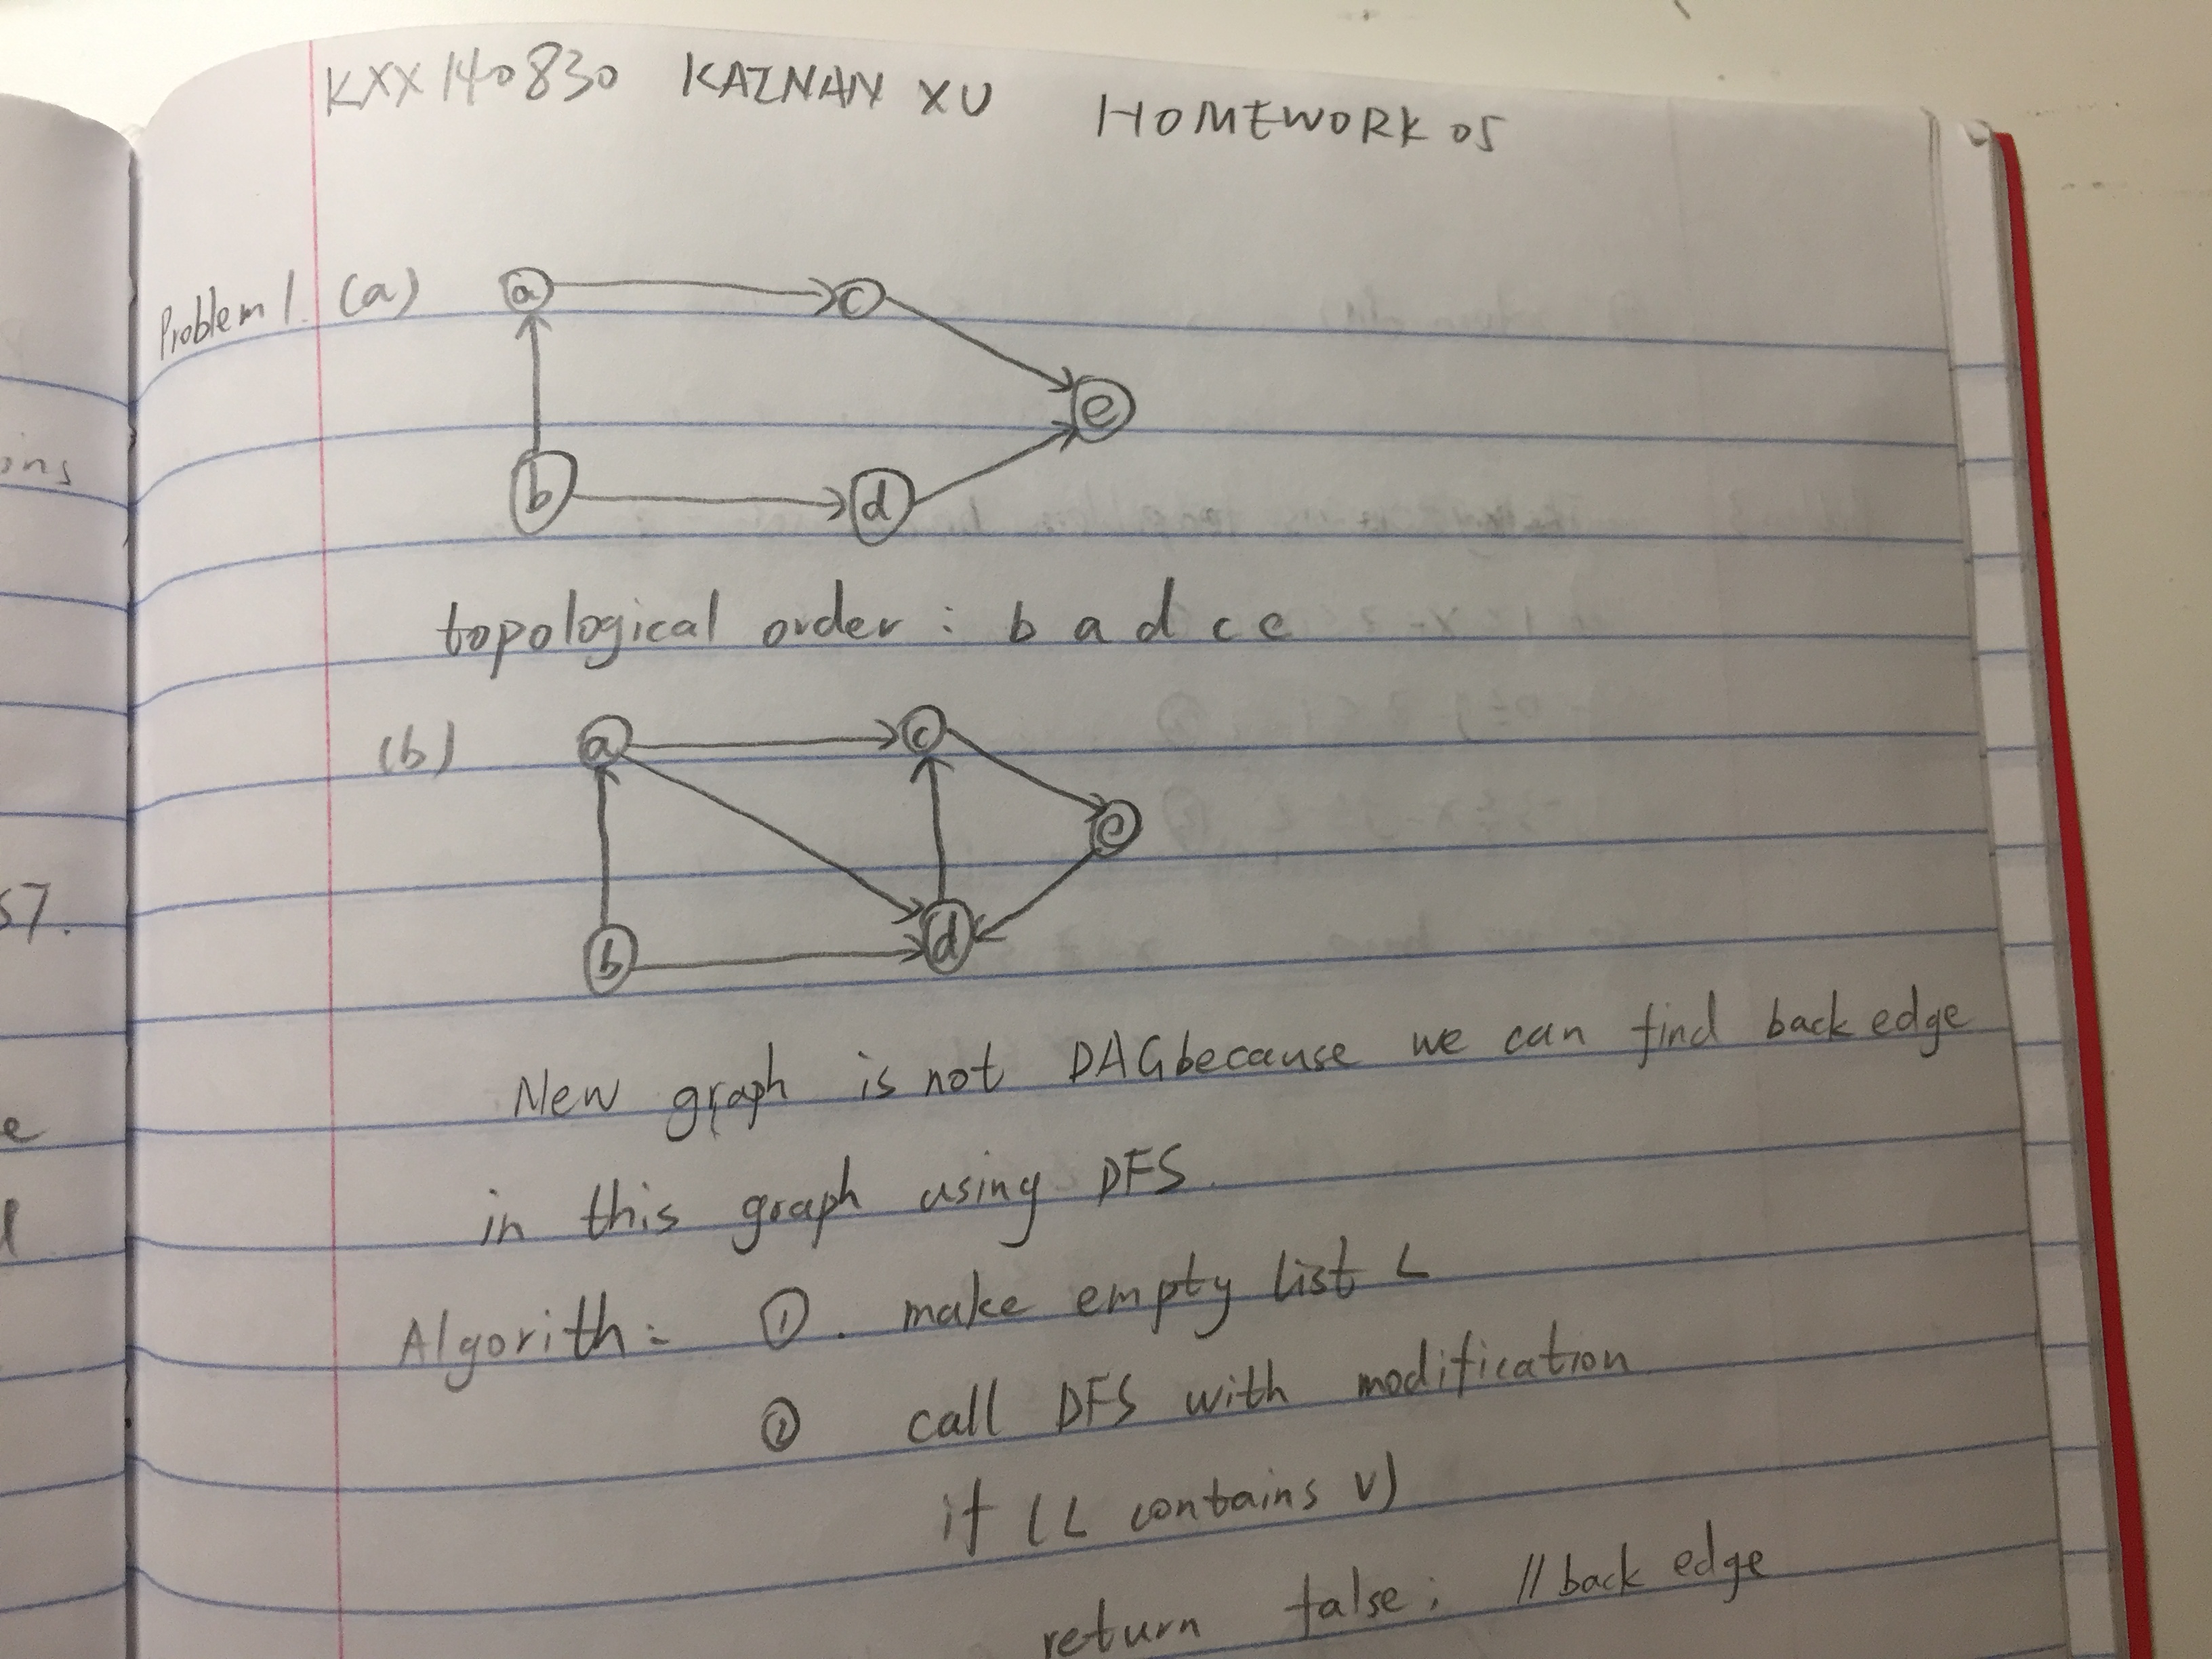 KXX140830 KAINAN XU HOMEWORK 05
Problem 1. (a)
a c
e
b d
topological order : b a d c e
(b) a c
e
b d
New graph is not DAG because we can find back edge
in this graph using DFS.
Algorith: ①. make empty list L
② call DFS with modification
if (L contains v)
return false; // back edge
ons
s7.
e